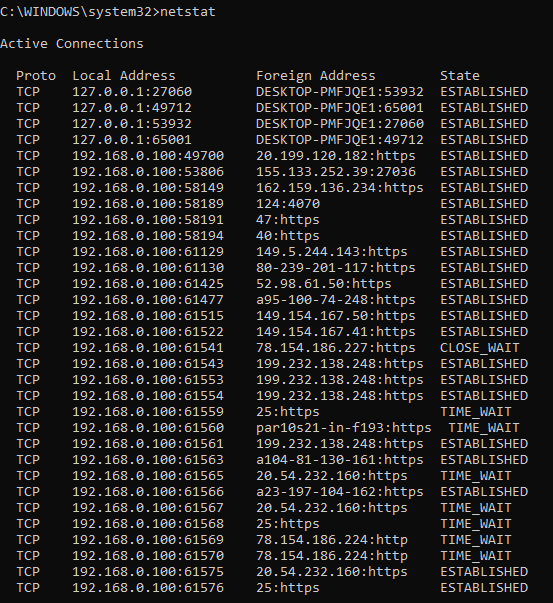 C:\WINDOWS\system32>netstat
Active Connections
Proto  Local Address          Foreign Address        State
TCP    127.0.0.1:27060        DESKTOP-PMFJQE1:53932  ESTABLISHED
TCP    127.0.0.1:49712        DESKTOP-PMFJQE1:65001  ESTABLISHED
TCP    127.0.0.1:53932        DESKTOP-PMFJQE1:27060  ESTABLISHED
TCP    127.0.0.1:65001        DESKTOP-PMFJQE1:49712  ESTABLISHED
TCP    192.168.0.100:49700    20.199.120.182:https   ESTABLISHED
TCP    192.168.0.100:53806    155.133.252.39:27036   ESTABLISHED
TCP    192.168.0.100:58149    162.159.136.234:https  ESTABLISHED
TCP    192.168.0.100:58189    124:4070               ESTABLISHED
TCP    192.168.0.100:58191    47:https               ESTABLISHED
TCP    192.168.0.100:58194    40:https               ESTABLISHED
TCP    192.168.0.100:61129    149.5.244.143:https    ESTABLISHED
TCP    192.168.0.100:61130    80-239-201-117:https   ESTABLISHED
TCP    192.168.0.100:61425    52.98.61.50:https      ESTABLISHED
TCP    192.168.0.100:61477    a95-100-74-248:https   ESTABLISHED
TCP    192.168.0.100:61515    149.154.167.50:https   ESTABLISHED
TCP    192.168.0.100:61522    149.154.167.41:https   ESTABLISHED
TCP    192.168.0.100:61541    78.154.186.227:https   CLOSE_WAIT
TCP    192.168.0.100:61543    199.232.138.248:https  ESTABLISHED
TCP    192.168.0.100:61553    199.232.138.248:https  ESTABLISHED
TCP    192.168.0.100:61554    199.232.138.248:https  ESTABLISHED
TCP    192.168.0.100:61559    25:https               TIME_WAIT
TCP    192.168.0.100:61560    par10s21-in-f193:https  TIME_WAIT
TCP    192.168.0.100:61561    199.232.138.248:https  ESTABLISHED
TCP    192.168.0.100:61563    a104-81-130-161:https  ESTABLISHED
TCP    192.168.0.100:61565    20.54.232.160:https    TIME_WAIT
TCP    192.168.0.100:61566    a23-197-104-162:https  ESTABLISHED
TCP    192.168.0.100:61567    20.54.232.160:https    TIME_WAIT
TCP    192.168.0.100:61568    25:https               TIME_WAIT
TCP    192.168.0.100:61569    78.154.186.224:http    TIME_WAIT
TCP    192.168.0.100:61570    78.154.186.224:http    TIME_WAIT
TCP    192.168.0.100:61575    20.54.232.160:https    ESTABLISHED
TCP    192.168.0.100:61576    25:https               ESTABLISHED